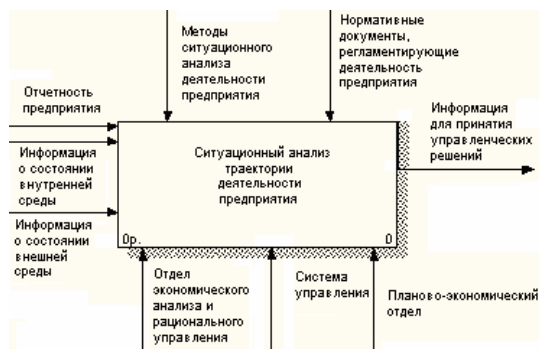 Методы
ситуационного
анализа
деятельности
предприятия
Нормативные
документы,
регламентирующие
деятельность
предприятия
Отчетность
предприятия
Информация
для принятия
управленческих
решений
Информация
о состоянии
внутренней
среды
Ситуационный анализ
траектории
деятельности
предприятия
Информация
о состоянии
внешней
среды
0р.
0
Отдел
экономического
анализа и
рационального
управления
Система
управления
Планово-экономический
отдел